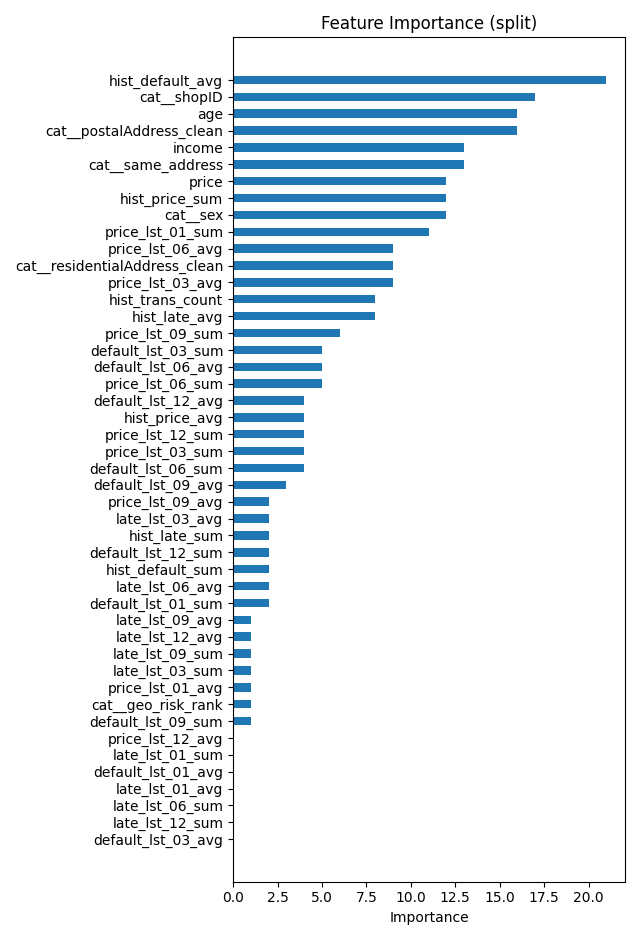 Feature Importance (split)
hist_default_avg
cat__shopID
age
cat__postalAddress_clean
income
cat__same_address
price
hist_price_sum
cat__sex
price_lst_01_sum
price_lst_06_avg
cat__residentialAddress_clean
price_lst_03_avg
hist_trans_count
hist_late_avg
price_lst_09_sum
default_lst_03_sum
default_lst_06_avg
price_lst_06_sum
default_lst_12_avg
hist_price_avg
price_lst_12_sum
price_lst_03_sum
default_lst_06_sum
default_lst_09_avg
price_lst_09_avg
late_lst_03_avg
hist_late_sum
default_lst_12_sum
hist_default_sum
late_lst_06_avg
default_lst_01_sum
late_lst_09_avg
late_lst_12_avg
late_lst_09_sum
late_lst_03_sum
price_lst_01_avg
cat__geo_risk_rank
default_lst_09_sum
price_lst_12_avg
late_lst_01_sum
default_lst_01_avg
late_lst_01_avg
late_lst_06_sum
late_lst_12_sum
default_lst_03_avg
0.0 2.5 5.0 7.5 10.0 12.5 15.0 17.5 20.0
Importance